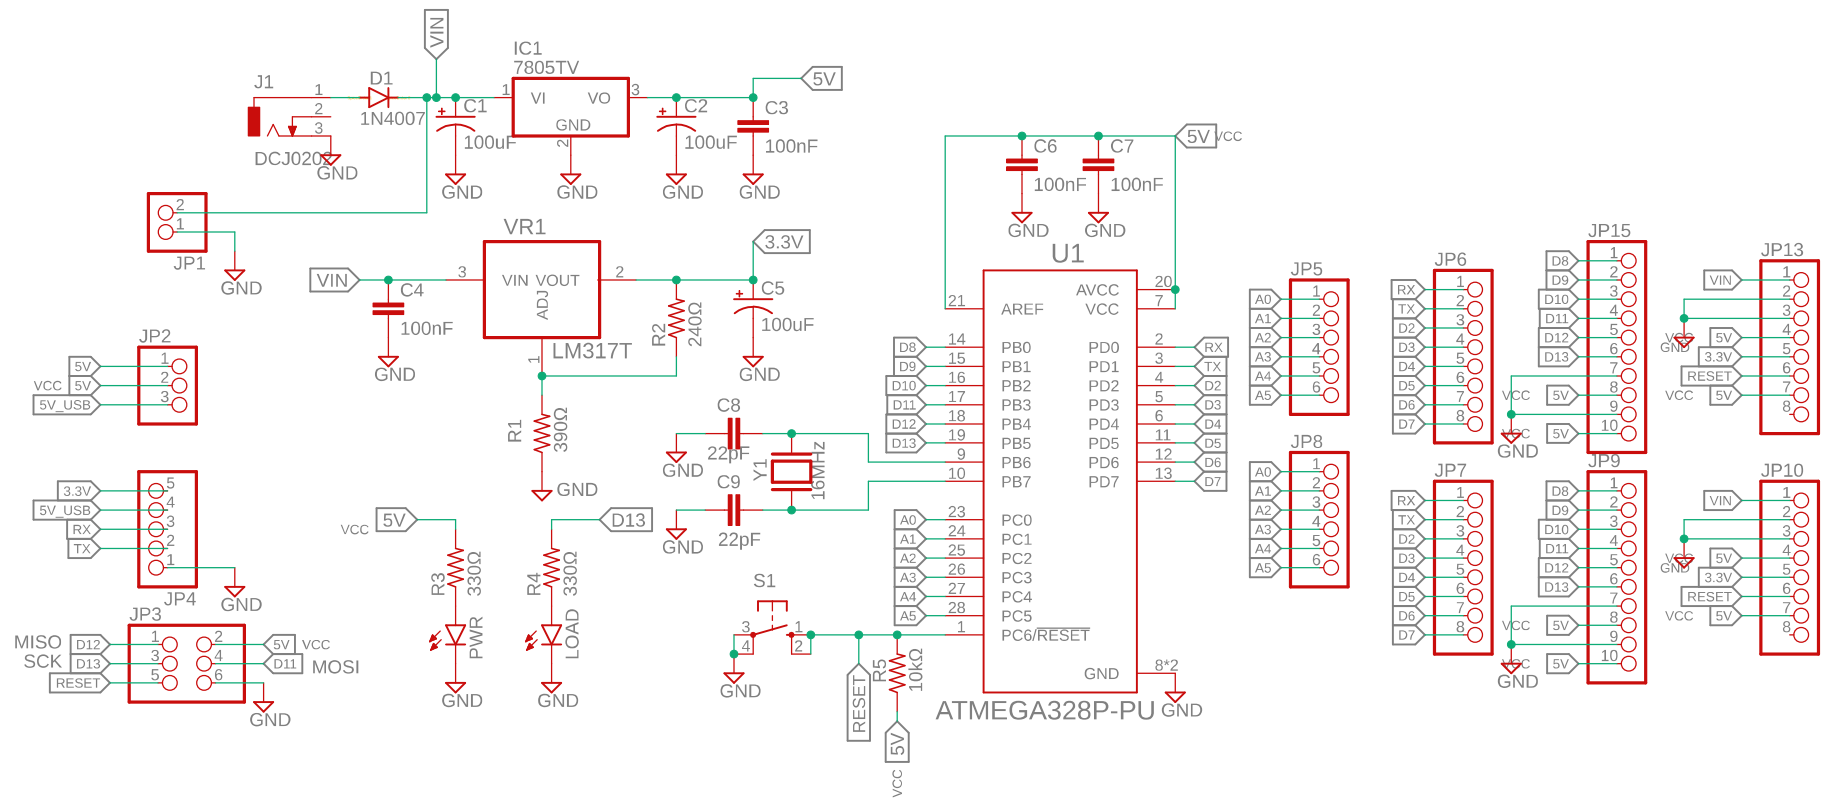 VIN
J1
1
2
3
DCJ0202
GND
D1
1N4007
C1
100uF
GND
IC1
7805TV
1
VI
VO
3
GND
2
GND
C2
100uF
GND
C3
100nF
GND
5V
2
1
JP1
GND
VR1
VIN
3
VIN VOUT
2
ADJ
1
LM317T
C4
100nF
GND
R2
240Ω
3.3V
C5
100uF
GND
R1
390Ω
GND
JP2
5V
1
VCC
5V
2
5V_USB
3
3.3V
5
5V_USB
4
RX
3
TX
2
1
JP4
GND
JP3
MISO
D12
1
2
5V
VCC
SCK
D13
3
4
D11
MOSI
RESET
5
6
GND
VCC
5V
R3
330Ω
PWR
GND
D13
R4
330Ω
LOAD
GND
C8
22pF
GND
C9
22pF
GND
Y1
16MHz
S1
3
4
1
2
GND
RESET
R5
10kΩ
5V
VCC
5V
VCC
C6
100nF
GND
C7
100nF
GND
U1
21
AREF
AVCC
20
VCC
7
D8
14
PB0
PD0
2
RX
D9
15
PB1
PD1
3
TX
D10
16
PB2
PD2
4
D2
D11
17
PB3
PD3
5
D3
D12
18
PB4
PD4
6
D4
D13
19
PB5
PD5
11
D5
9
PB6
PD6
12
D6
10
PB7
PD7
13
D7
A0
23
PC0
A1
24
PC1
A2
25
PC2
A3
26
PC3
A4
27
PC4
A5
28
PC5
1
PC6/RESET
GND
8*2
GND
ATMEGA328P-PU
JP5
A0
1
A1
2
A2
3
A3
4
A4
5
A5
6
JP8
A0
1
A1
2
A2
3
A3
4
A4
5
A5
6
JP6
RX
1
TX
2
D2
3
D3
4
D4
5
D5
6
D6
7
D7
8
JP7
RX
1
TX
2
D2
3
D3
4
D4
5
D5
6
D6
7
D7
8
JP15
D8
1
D9
2
D10
3
D11
4
D12
5
D13
6
7
VCC
5V
8
9
VCC
5V
10
GND
JP9
D8
1
D9
2
D10
3
D11
4
D12
5
D13
6
7
VCC
5V
8
9
VCC
5V
10
GND
JP13
VIN
1
2
3
VCC
GND
5V
4
3.3V
5
RESET
6
VCC
5V
7
8
JP10
VIN
1
2
3
VCC
GND
5V
4
3.3V
5
RESET
6
VCC
5V
7
8